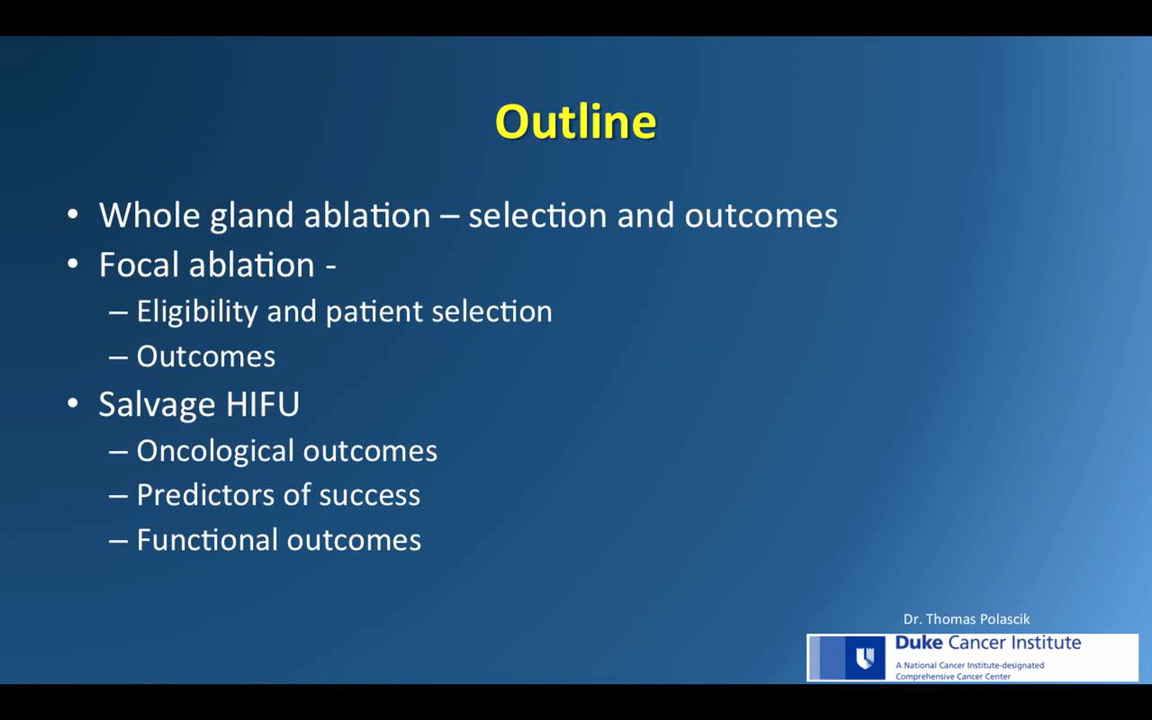 Outline
• Whole gland ablation – selection and outcomes
• Focal ablation -
– Eligibility and patient selection
– Outcomes
• Salvage HIFU
– Oncological outcomes
– Predictors of success
– Functional outcomes
Dr. Thomas Polascik
Duke Cancer Institute
A National Cancer Institute-designated
Comprehensive Cancer Center